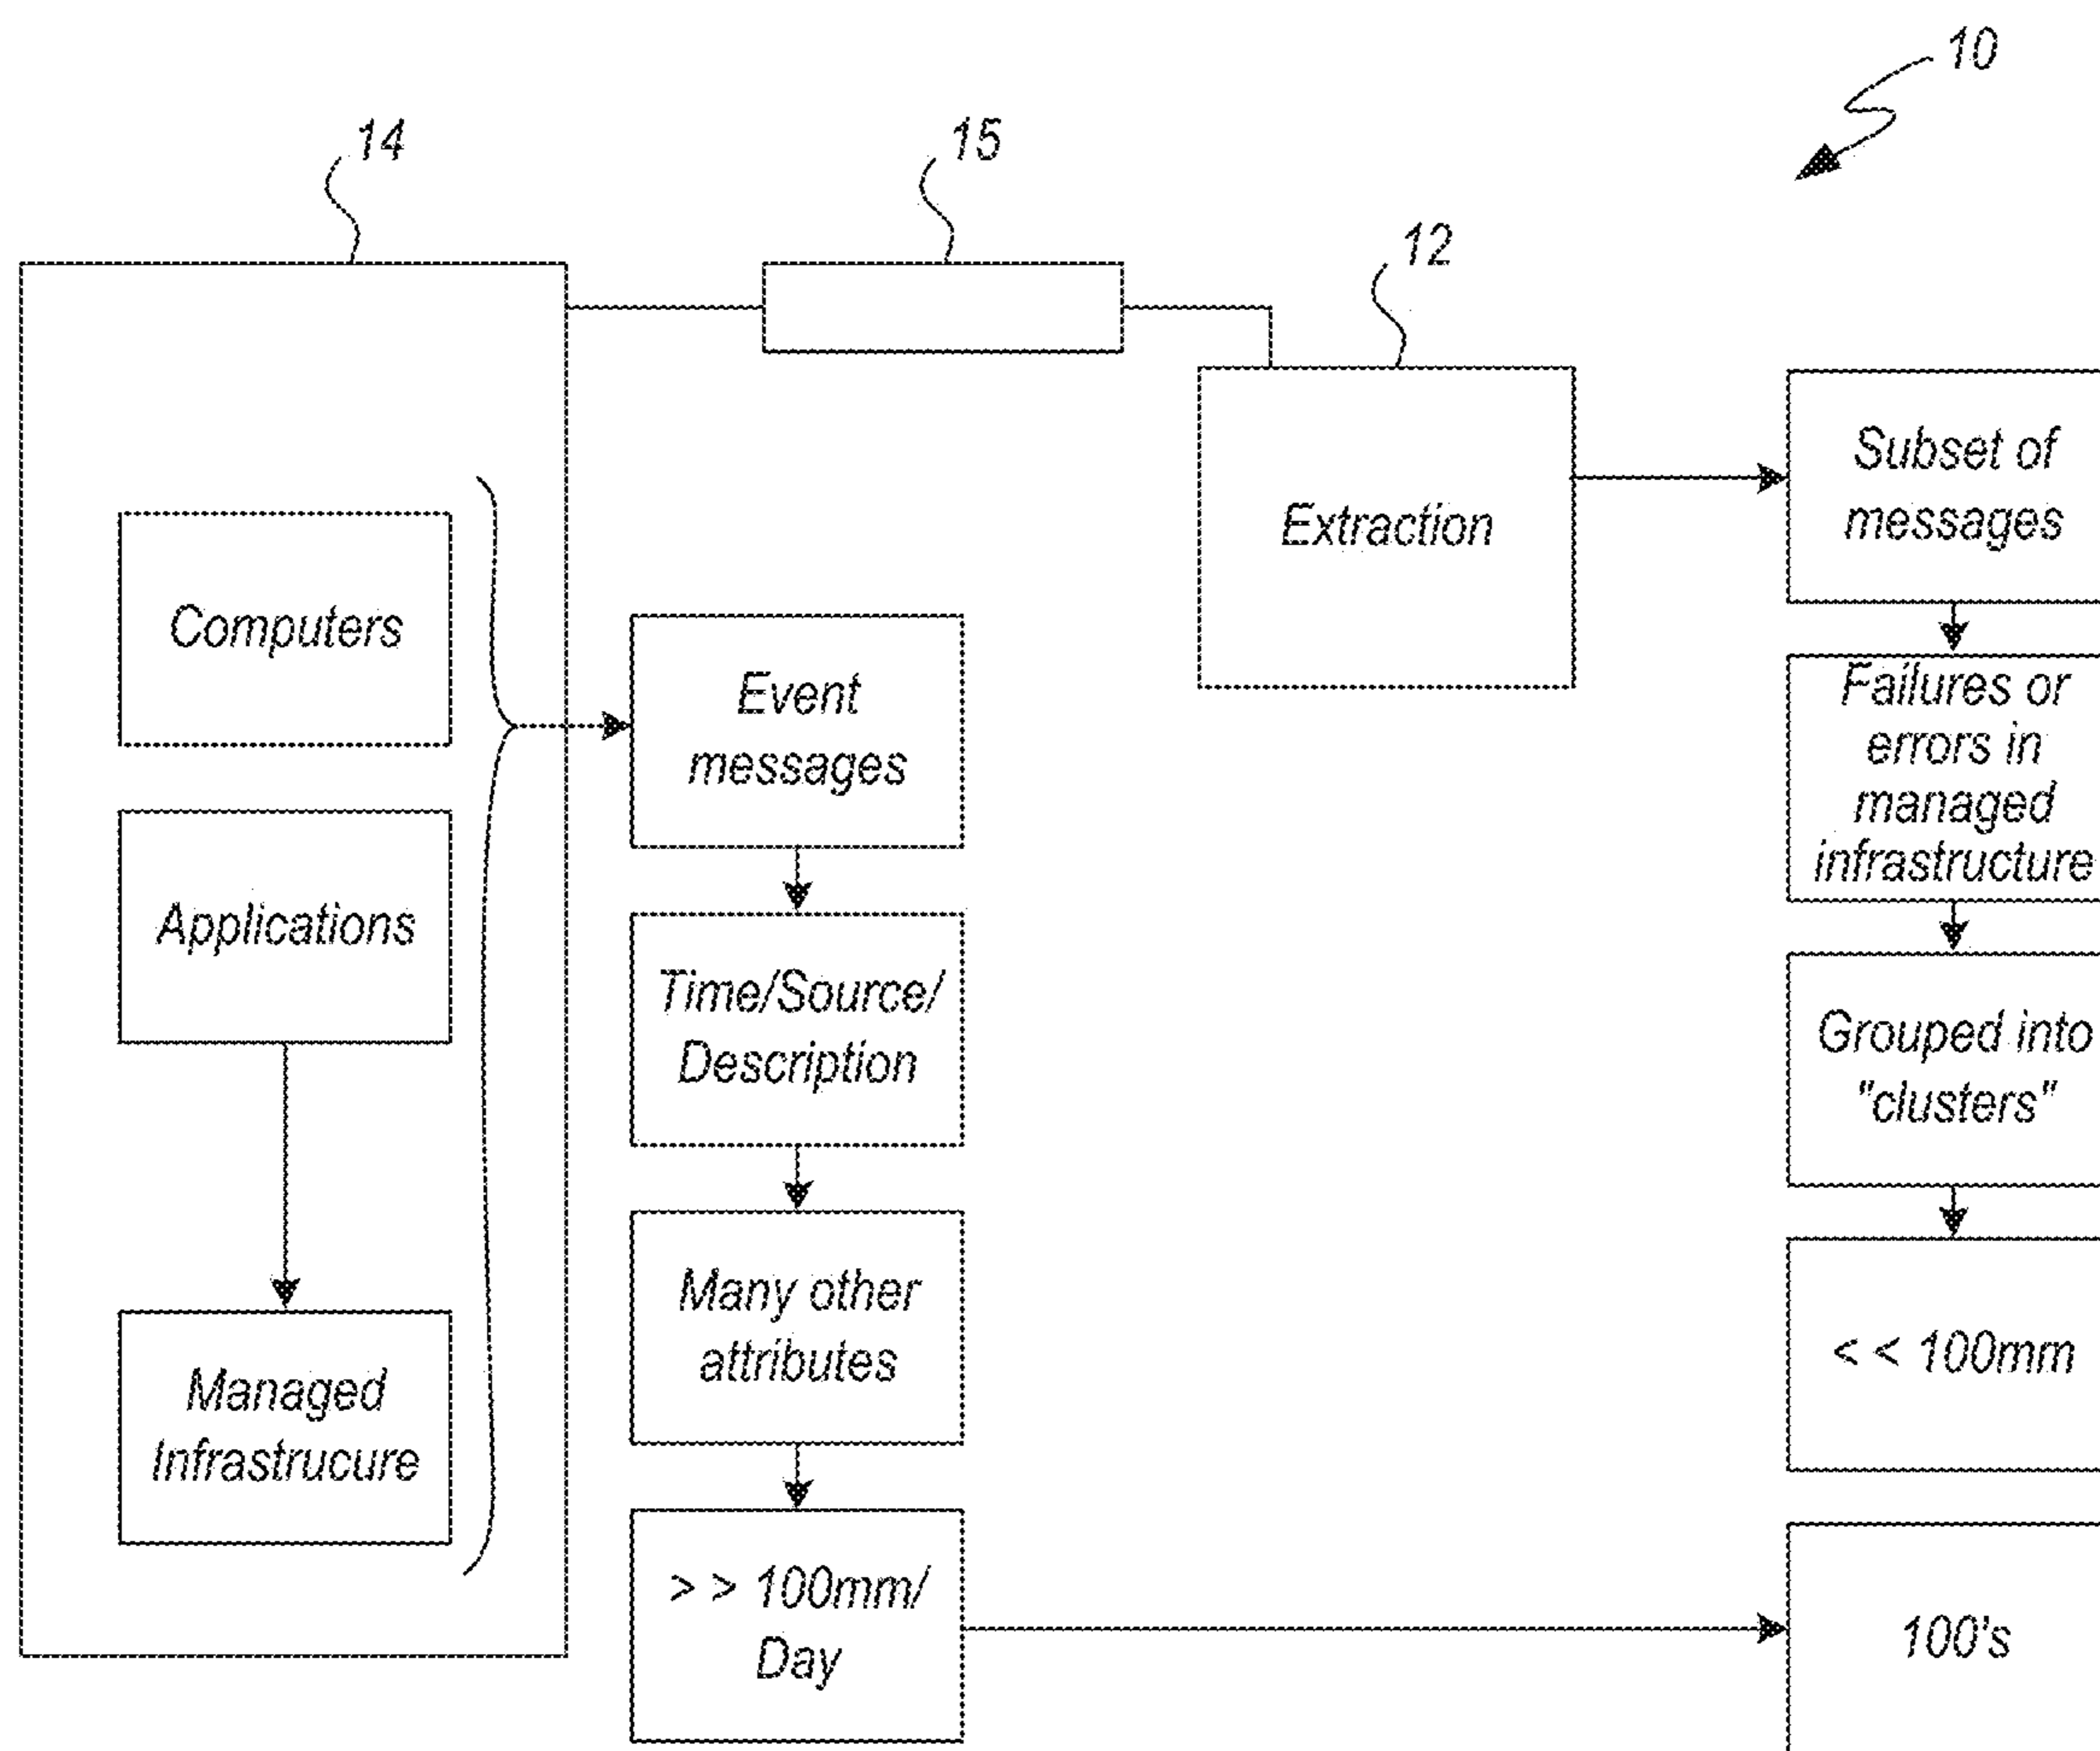 10
14
15
12
Extraction
Subset of
messages
Computers
Event
messages
Failures or
errors in
managed
infrastructure
Applications
Time/Source/
Description
Grouped into
"clusters"
Many other
attributes
< < 100mm
Managed
Infrastrucure
> > 100mm/
Day
100's